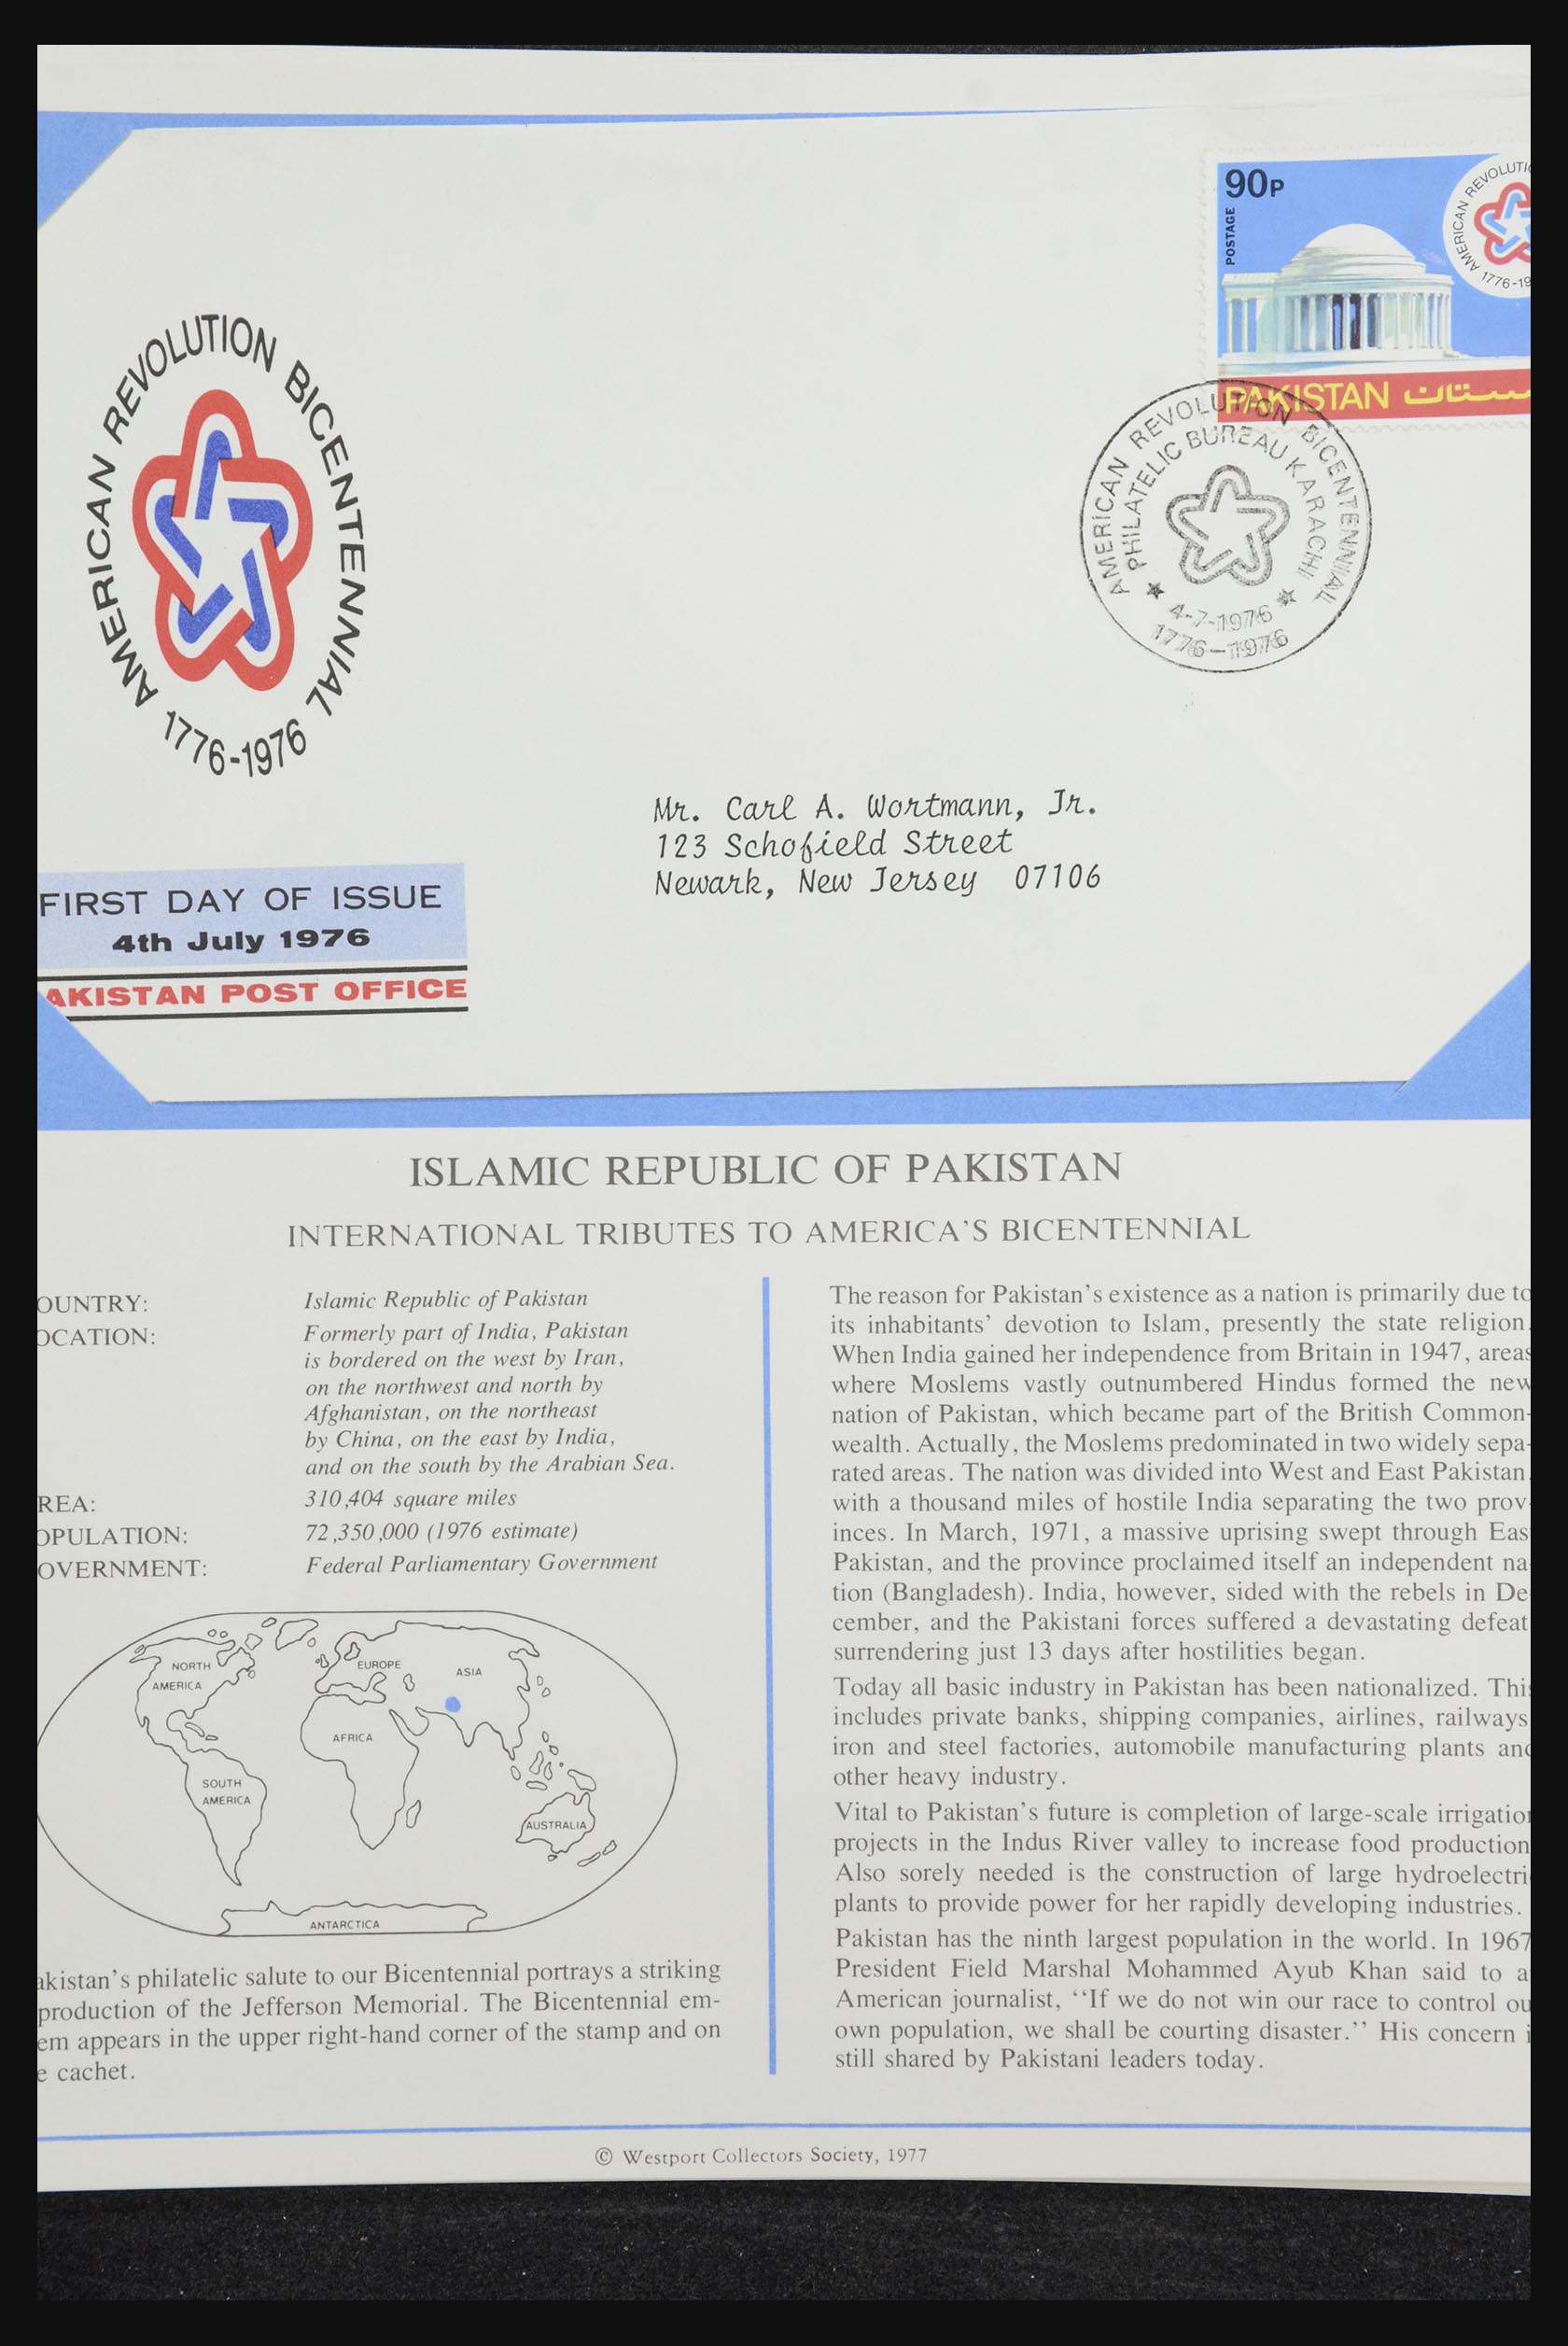 90P
POSTAGE
AMERICAN REVOLUTI
1776-19
PAKISTAN
AMERICAN REVOLUTION BICENTENNIAL
1776-1976
AMERICAN REVOLUTION BICENTENNIAL
PHILATELIC BUREAU KARACHI
4-7-1976
1776-1976
Mr. Carl A. Wortmann, Jr.
123 Schofield Street
Newark, New Jersey 07106
FIRST DAY OF ISSUE
4th July 1976
AKISTAN POST OFFICE
ISLAMIC REPUBLIC OF PAKISTAN
INTERNATIONAL TRIBUTES TO AMERICA'S BICENTENNIAL
OUNTRY: Islamic Republic of Pakistan
OCATION: Formerly part of India, Pakistan
is bordered on the west by Iran,
on the northwest and north by
Afghanistan, on the northeast
by China, on the east by India,
and on the south by the Arabian Sea.
REA: 310,404 square miles
OPULATION: 72,350,000 (1976 estimate)
OVERNMENT: Federal Parliamentary Government
NORTH
AMERICA
EUROPE
ASIA
AFRICA
SOUTH
AMERICA
AUSTRALIA
ANTARCTICA
akistan's philatelic salute to our Bicentennial portrays a striking
production of the Jefferson Memorial. The Bicentennial em-
em appears in the upper right-hand corner of the stamp and on
e cachet.
The reason for Pakistan's existence as a nation is primarily due to
its inhabitants' devotion to Islam, presently the state religion.
When India gained her independence from Britain in 1947, areas
where Moslems vastly outnumbered Hindus formed the new
nation of Pakistan, which became part of the British Common-
wealth. Actually, the Moslems predominated in two widely sepa-
rated areas. The nation was divided into West and East Pakistan,
with a thousand miles of hostile India separating the two prov-
inces. In March, 1971, a massive uprising swept through Eas
Pakistan, and the province proclaimed itself an independent na-
tion (Bangladesh). India, however, sided with the rebels in De
cember, and the Pakistani forces suffered a devastating defeat
surrendering just 13 days after hostilities began.
Today all basic industry in Pakistan has been nationalized. This
includes private banks, shipping companies, airlines, railways
iron and steel factories, automobile manufacturing plants and
other heavy industry.
Vital to Pakistan's future is completion of large-scale irrigation
projects in the Indus River valley to increase food production
Also sorely needed is the construction of large hydroelectri
plants to provide power for her rapidly developing industries.
Pakistan has the ninth largest population in the world. In 1967
President Field Marshal Mohammed Ayub Khan said to a
American journalist, "If we do not win our race to control ou
own population, we shall be courting disaster." His concern i
still shared by Pakistani leaders today.
© Westport Collectors Society, 1977